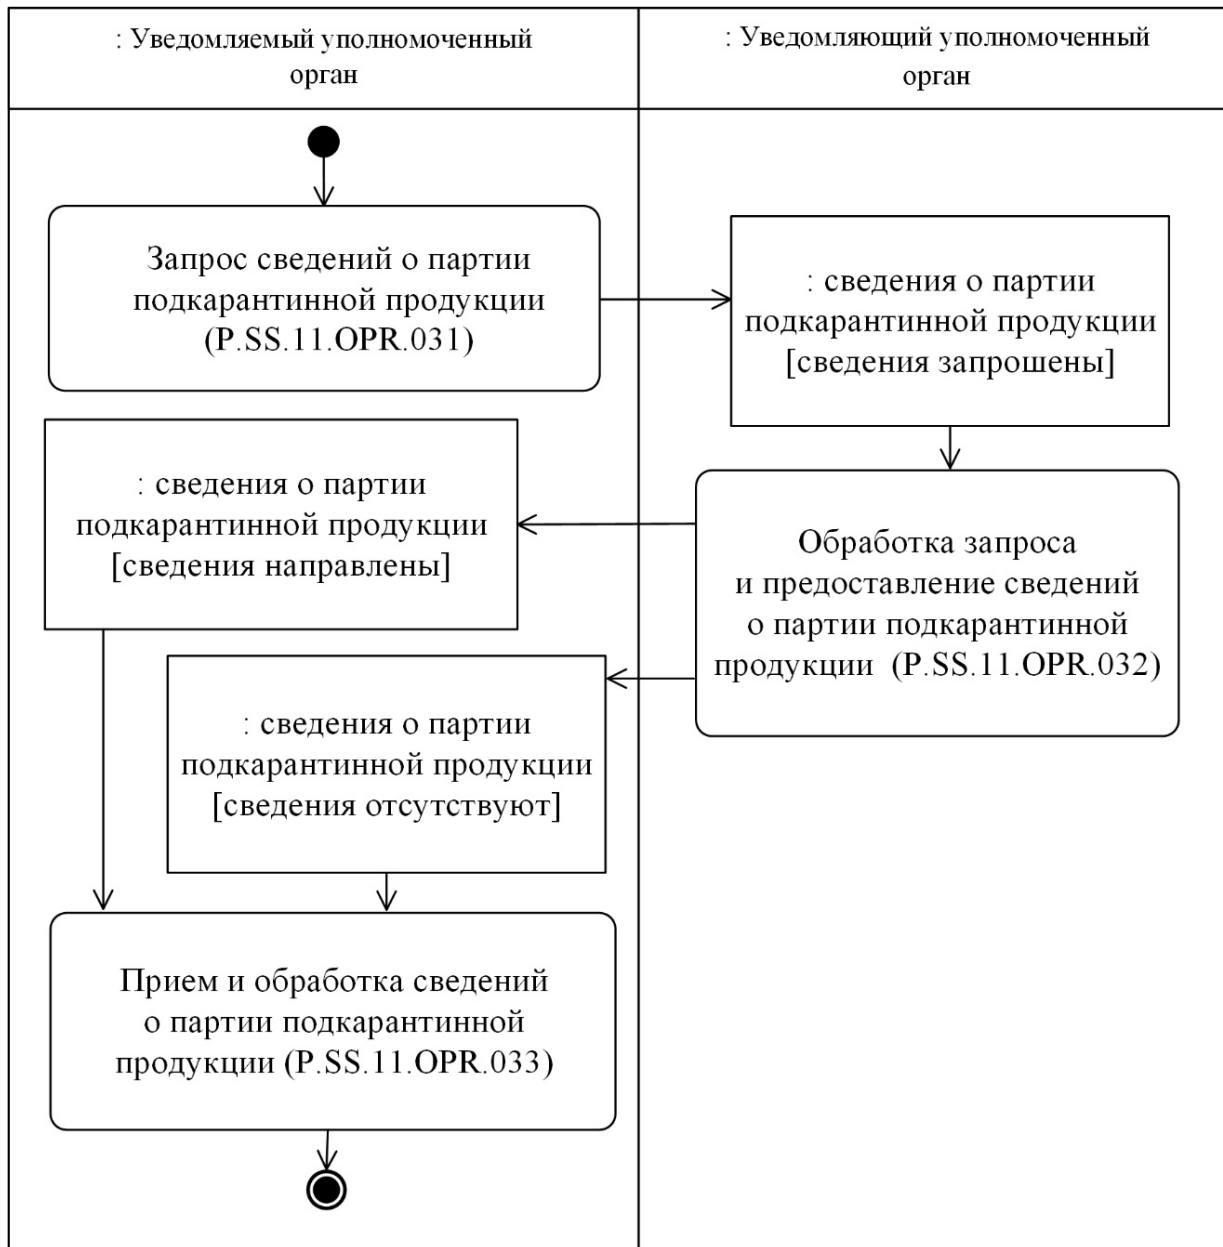 : Уведомляемый уполномоченный
орган
: Уведомляющий уполномоченный
орган
Запрос сведений о партии
подкарантинной продукции
(P.SS.11.OPR.031)
: сведения о партии
подкарантинной продукции
[сведения запрошены]
: сведения о партии
подкарантинной продукции
[сведения направлены]
Обработка запроса
и предоставление сведений
о партии подкарантинной
продукции (P.SS.11.OPR.032)
: сведения о партии
подкарантинной продукции
[сведения отсутствуют]
Прием и обработка сведений
о партии подкарантинной
продукции (P.SS.11.OPR.033)